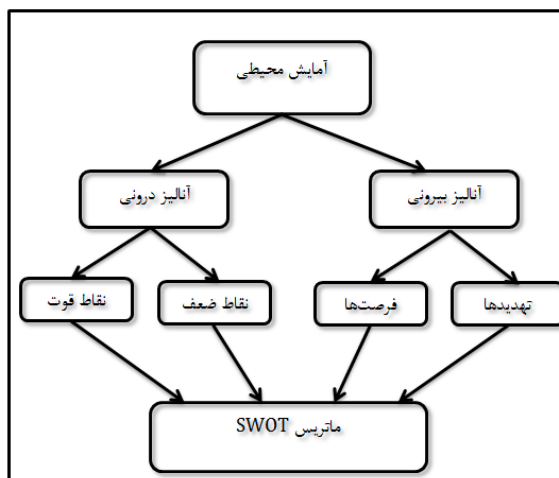 آمایش محیطی
آنالیز بیرونی
آنالیز درونی
تهدیدها
فرصت‌ها
نقاط ضعف
نقاط قوت
ماتریس SWOT